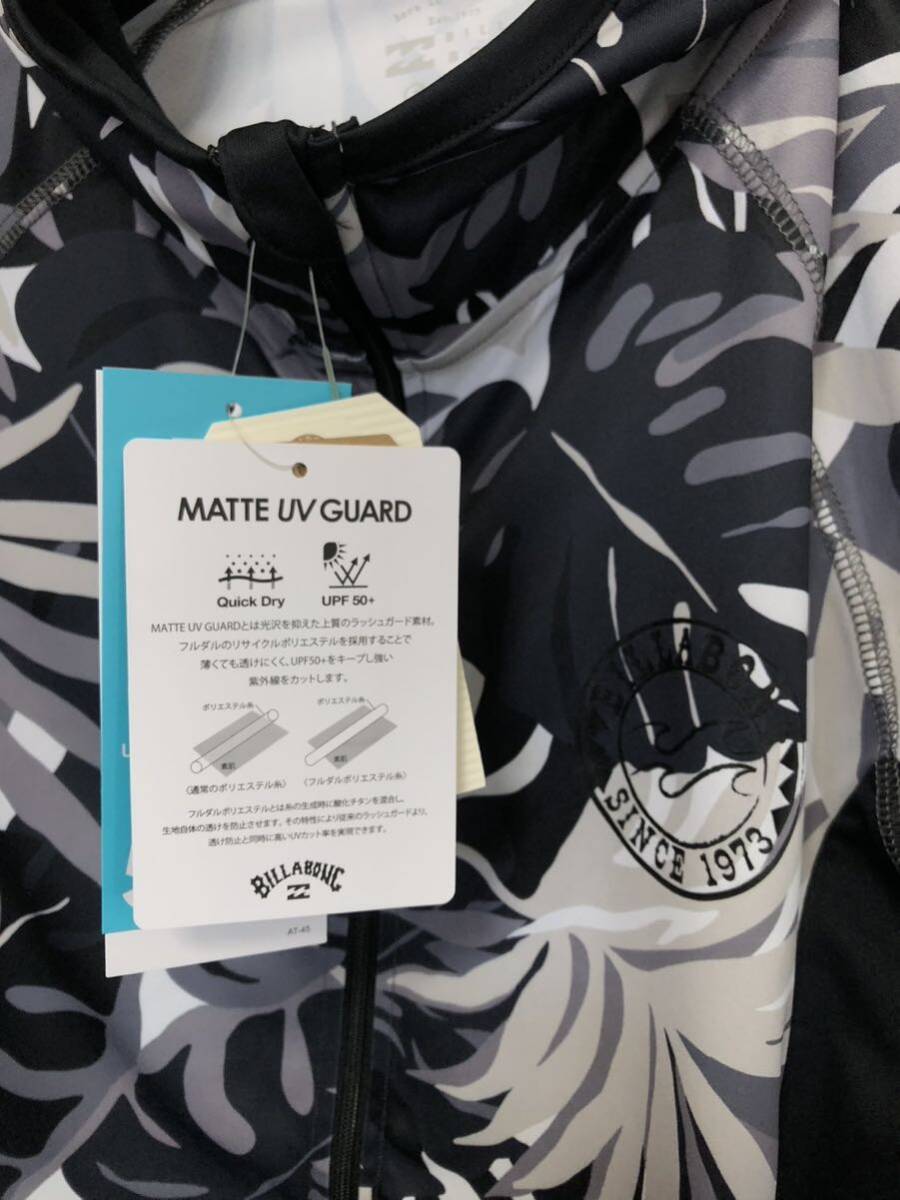 MATTE UV GUARD
Quick Dry
UPF 50+
MATTE UV GUARDとは光沢を抑えた上質のラッシュガード素材。
フルダルのリサイクルポリエステルを採用することで
薄くても透けにくく、UPF50+をキープし強い
紫外線をカットします。
ポリエステル糸
ポリエステル糸
素肌
素肌
〈通常のポリエステル糸〉
〈フルダルポリエステル糸〉
フルダルポリエステルとは糸の生成時に酸化チタンを混合し、
生地自体の透けを防止させます。その特性により従来のラッシュガードより、
透け防止と同時に高いUVカット率を実現できます。
BILLABONG
AT-45
BILLABONG
SINCE 1973